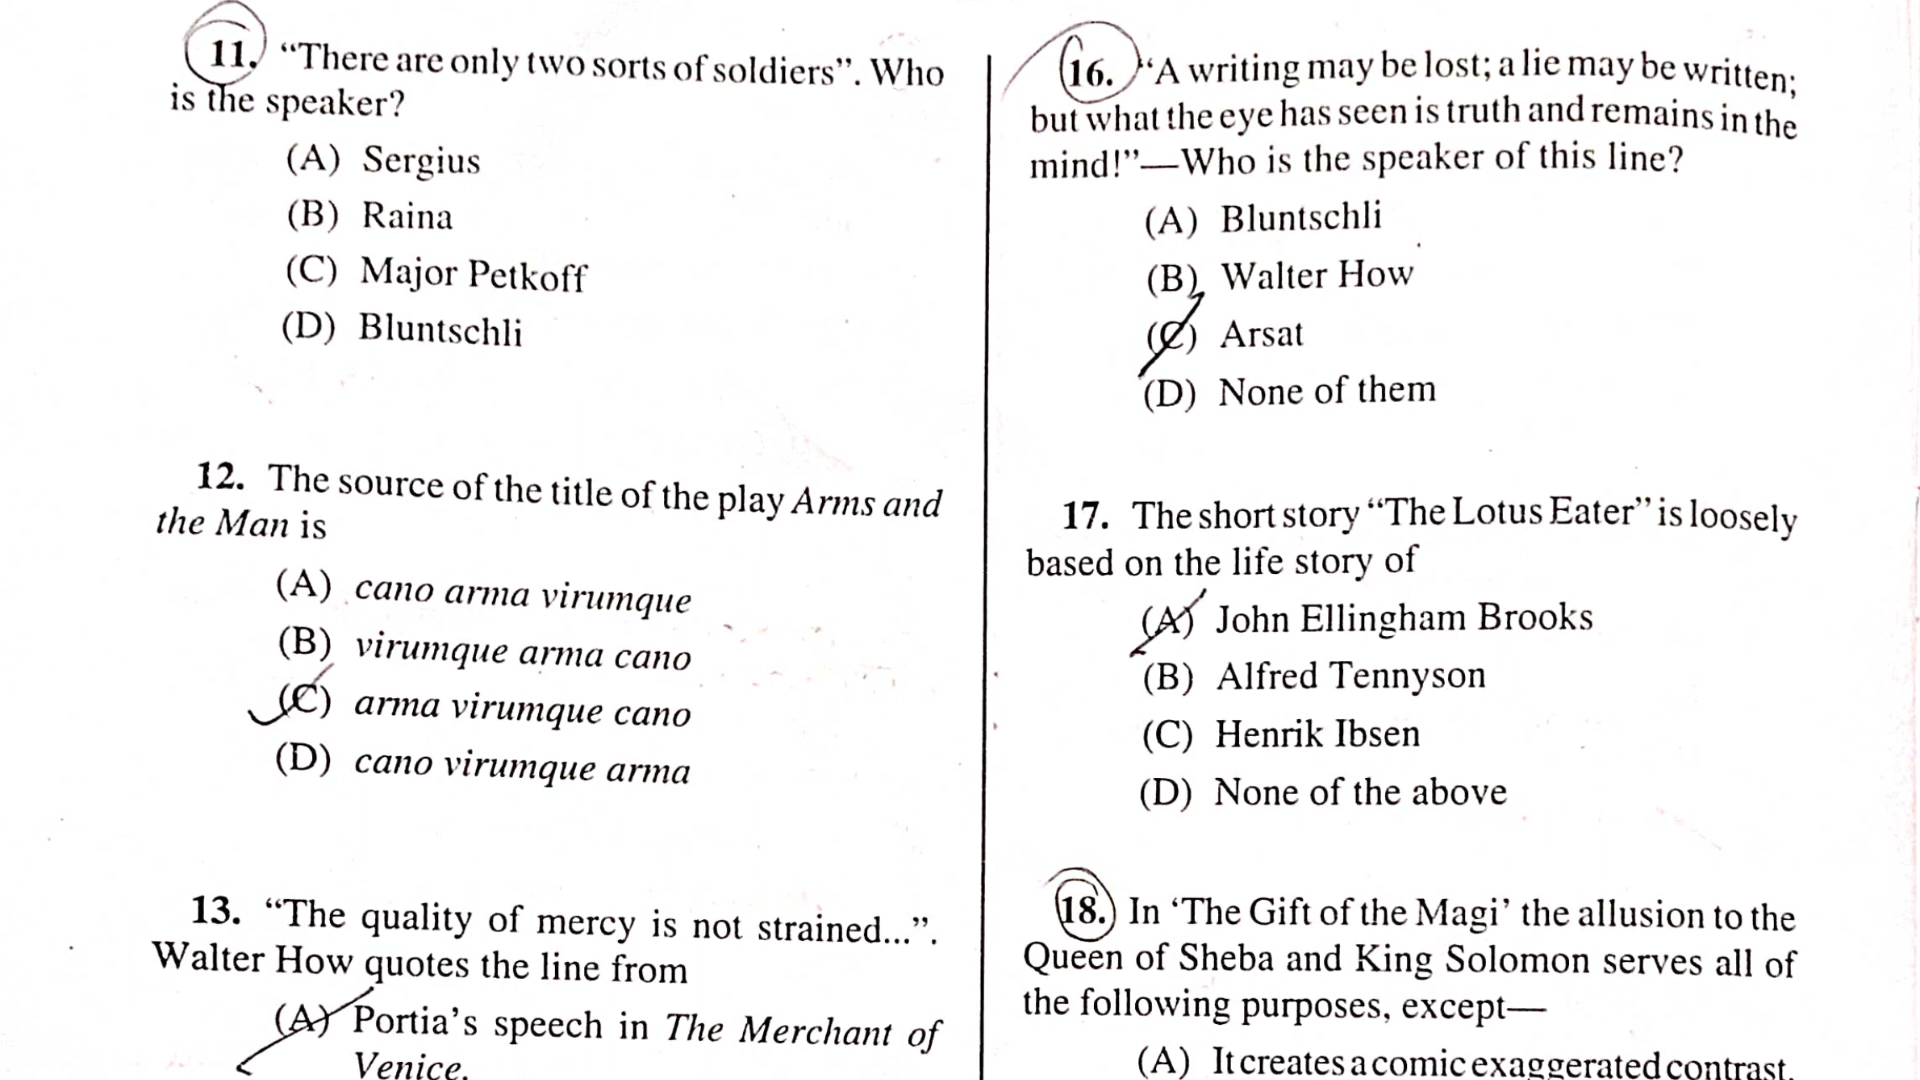 11. “There are only two sorts of soldiers”. Who
is the speaker?
(A) Sergius
(B) Raina
(C) Major Petkoff
(D) Bluntschli
12. The source of the title of the play Arms and
the Man is
(A) cano arma virumque
(B) virumque arma cano
(C) arma virumque cano
(D) cano virumque arma
13. “The quality of mercy is not strained...”.
Walter How quotes the line from
(A) Portia’s speech in The Merchant of
Venice.
16. “A writing may be lost; a lie may be written;
but what the eye has seen is truth and remains in the
mind!”—Who is the speaker of this line?
(A) Bluntschli
(B) Walter How
(C) Arsat
(D) None of them
17. The short story “The Lotus Eater” is loosely
based on the life story of
(A) John Ellingham Brooks
(B) Alfred Tennyson
(C) Henrik Ibsen
(D) None of the above
18. In ‘The Gift of the Magi’ the allusion to the
Queen of Sheba and King Solomon serves all of
the following purposes, except—
(A) It creates a comic exaggerated contrast.